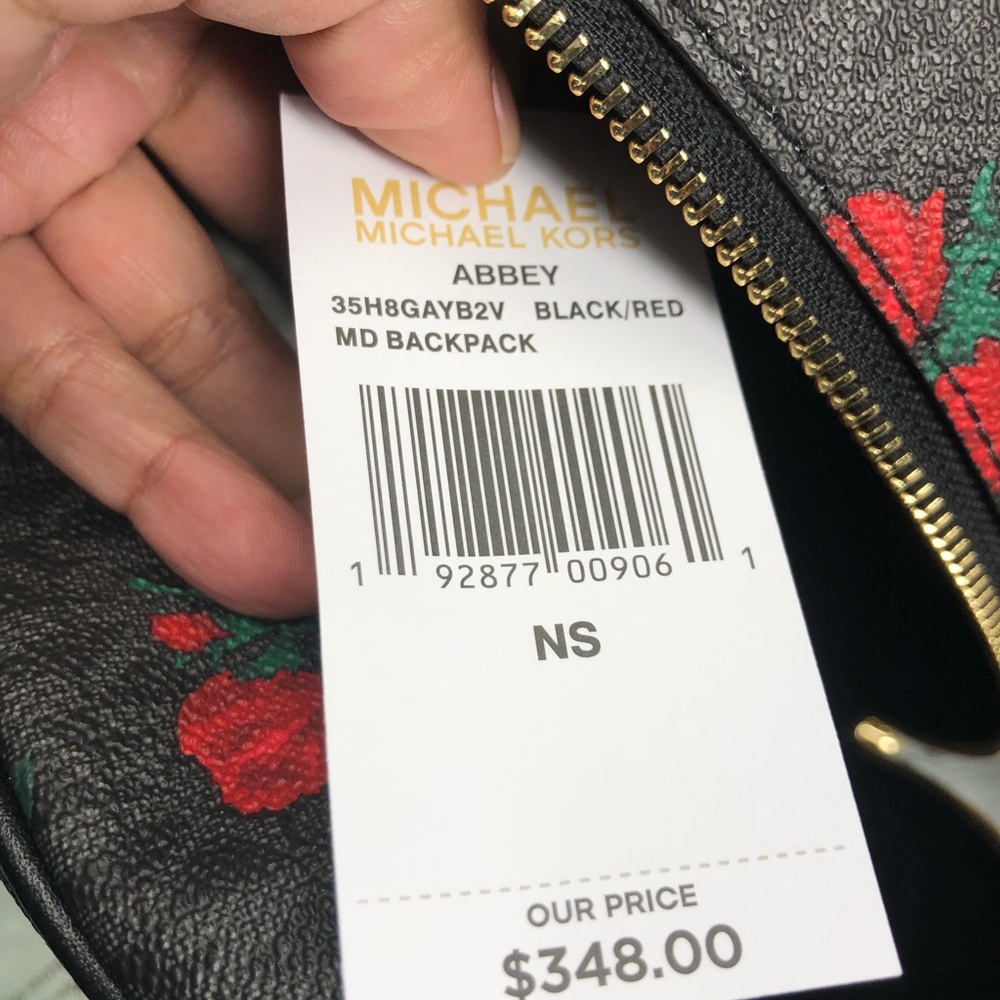 MICHAEL
MICHAEL KORS
ABBEY
35H8GAYB2V BLACK/RED
MD BACKPACK
1 92877 00906 1
NS
OUR PRICE
$348.00